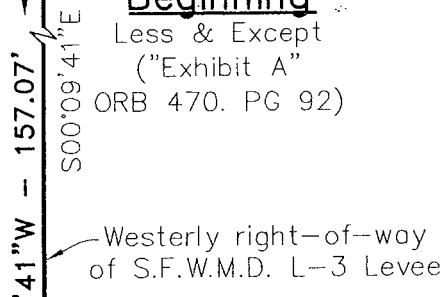 Beginning
Less & Except
("Exhibit A"
ORB 470. PG 92)
S00°09'41"E
'41"W – 157.07'
Westerly right-of-way
of S.F.W.M.D. L-3 Levee